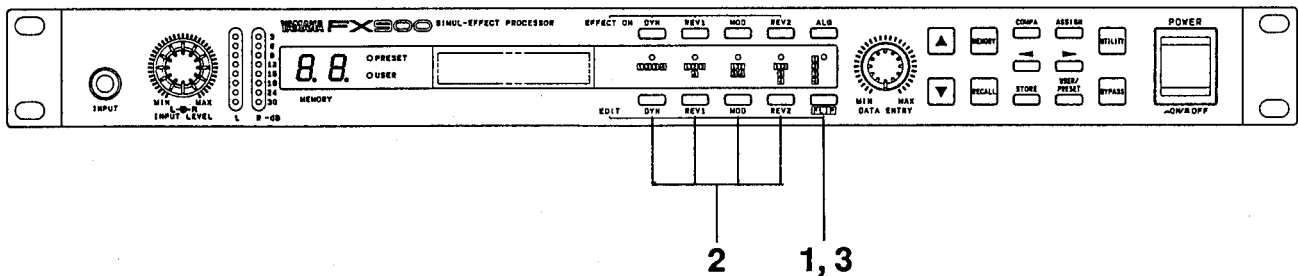 YAMAHA FX900 SIMUL-EFFECT PROCESSOR
EFFECT ON DYN REV1 MOD REV2 ALG
COMPA ASSIGN
POWER
3
6
9
12
15
18
24
30
8.8.
PRESET
USER
MEMORY
UTILITY
INPUT
MIN MAX
L R
INPUT LEVEL
L R -dB
MEMORY
EDIT DYN REV1 MOD REV2 FLIP
MIN MAX
DATA ENTRY
RECALL
STORE
USER/
PRESET
BYPASS
ON/OFF
2 1, 3